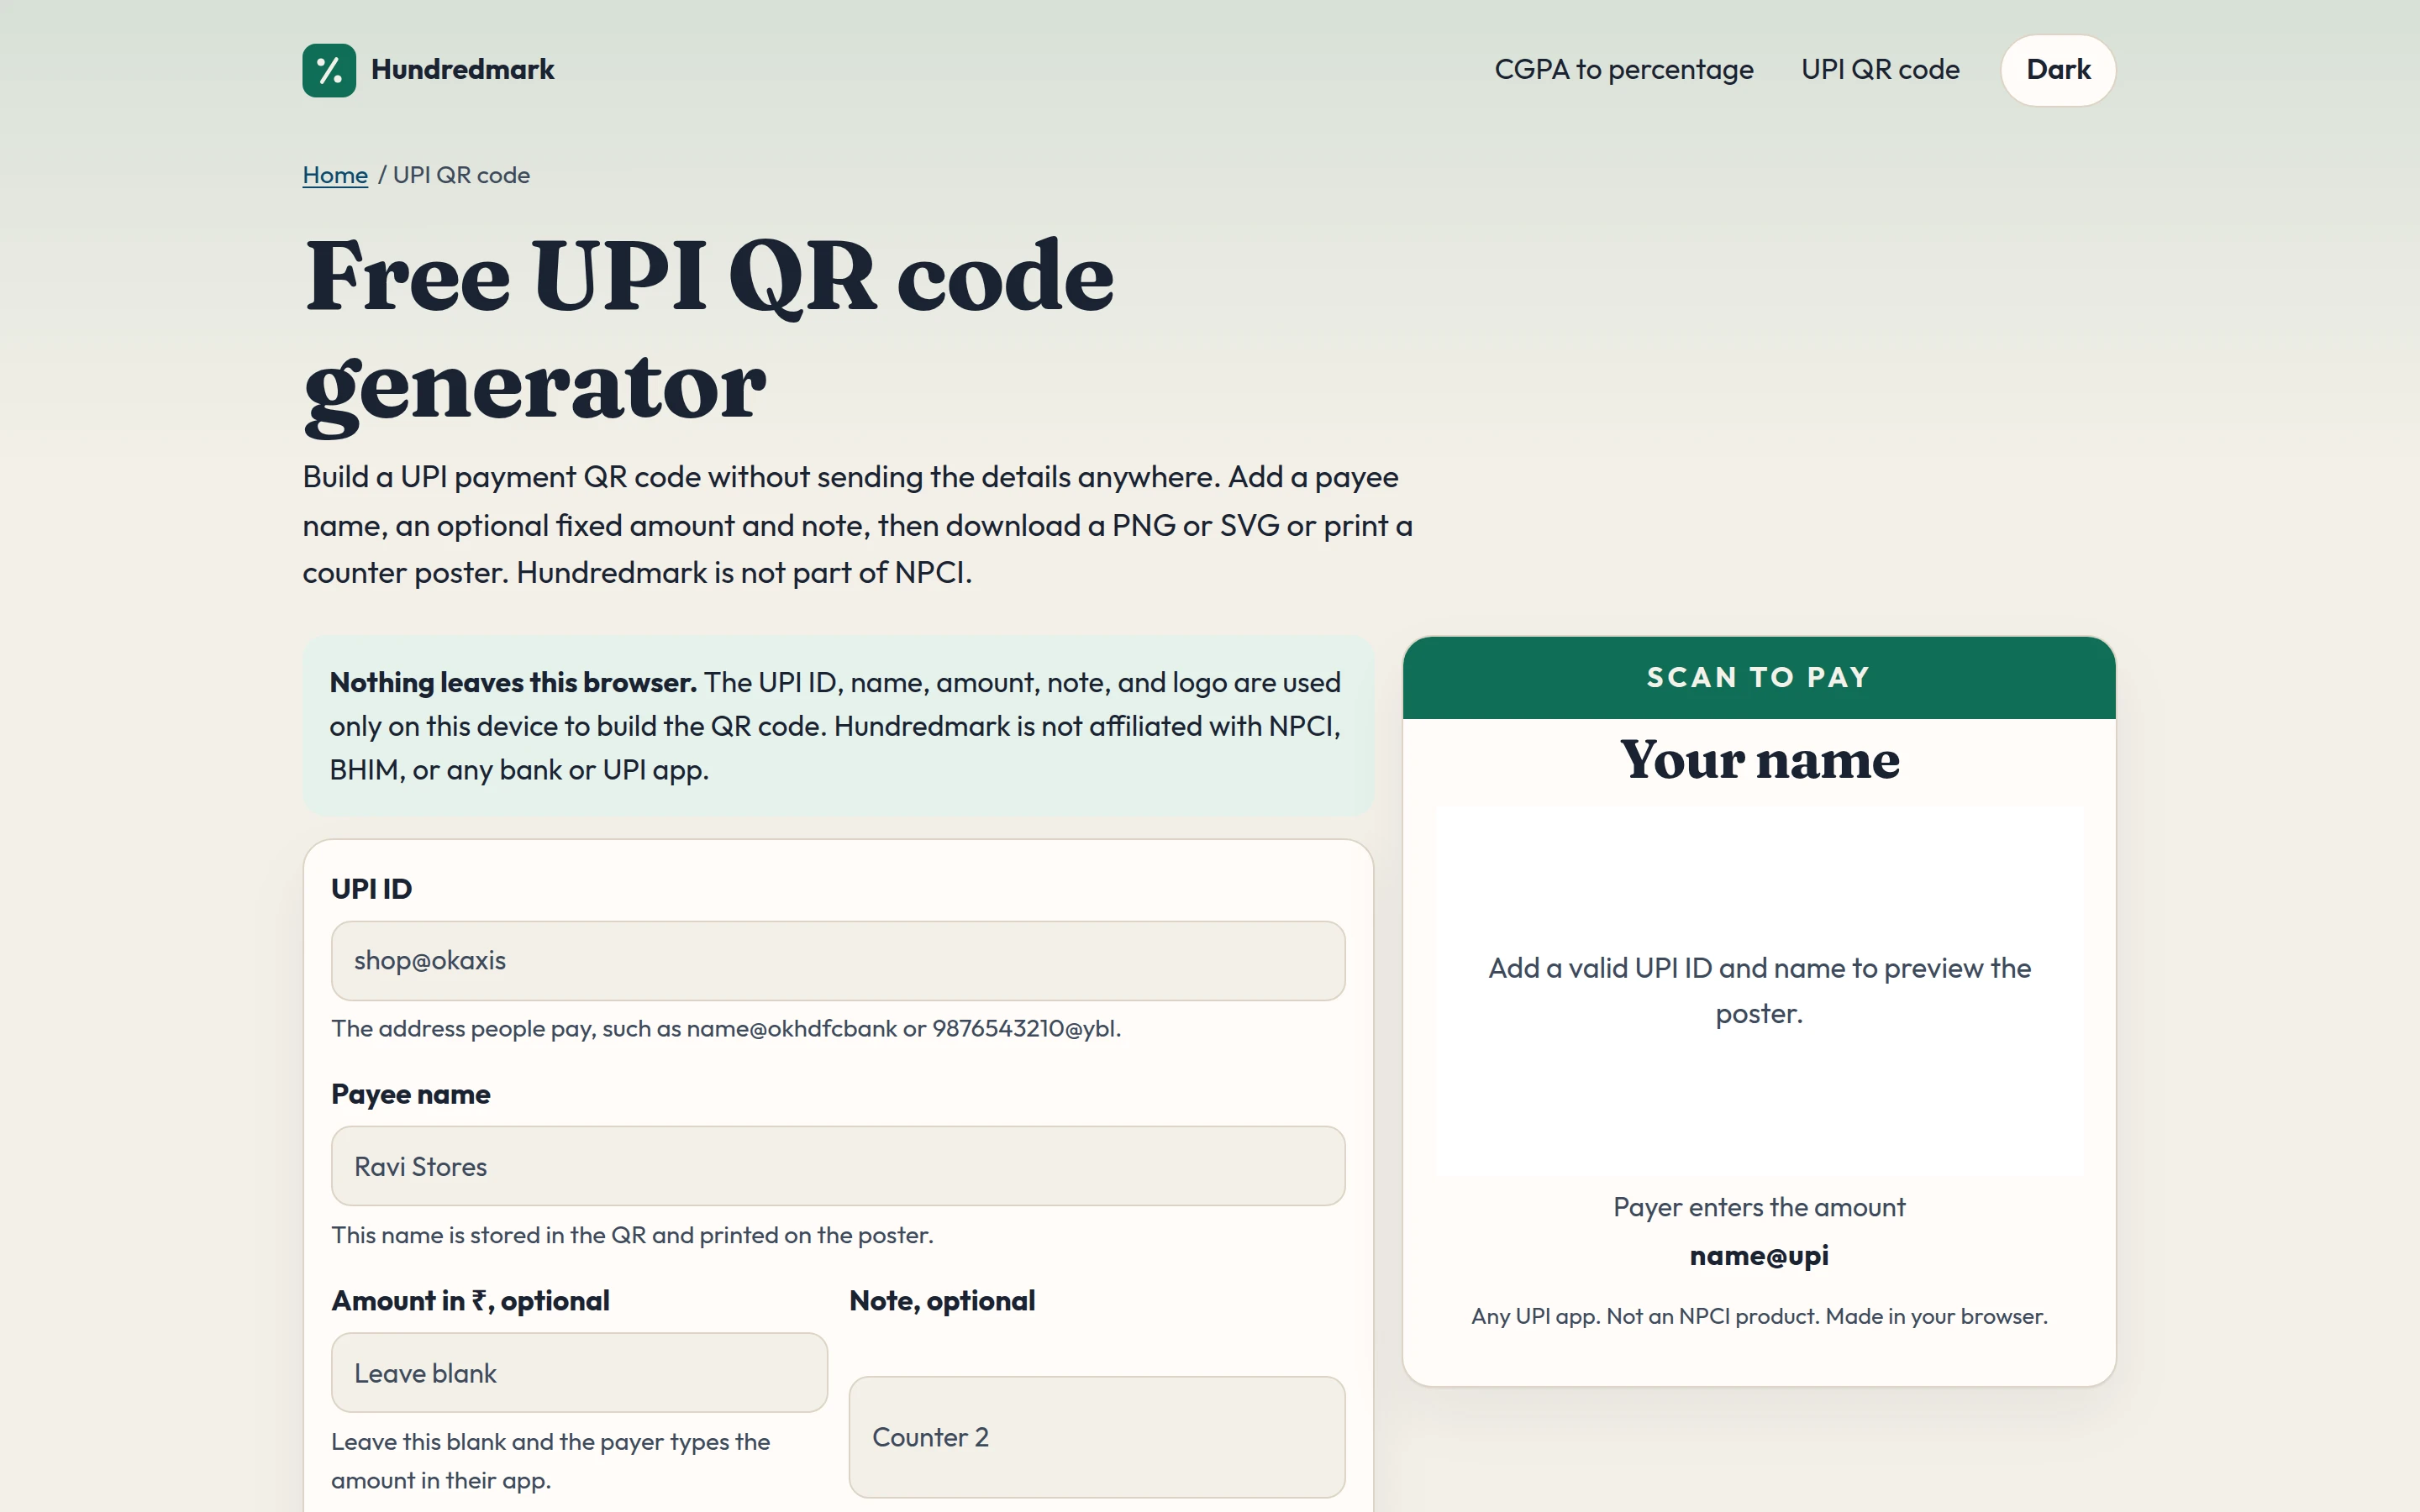 Hundredmark
CGPA to percentage
UPI QR code
Dark
Home / UPI QR code
Free UPI QR code
generator
Build a UPI payment QR code without sending the details anywhere. Add a payee
name, an optional fixed amount and note, then download a PNG or SVG or print a
counter poster. Hundredmark is not part of NPCI.
Nothing leaves this browser. The UPI ID, name, amount, note, and logo are used
only on this device to build the QR code. Hundredmark is not affiliated with NPCI,
BHIM, or any bank or UPI app.
UPI ID
shop@okaxis
The address people pay, such as name@okhdfcbank or 9876543210@ybl.
Payee name
Ravi Stores
This name is stored in the QR and printed on the poster.
Amount in ₹, optional
Leave blank
Leave this blank and the payer types the
amount in their app.
Note, optional
Counter 2
SCAN TO PAY
Your name
Add a valid UPI ID and name to preview the
poster.
Payer enters the amount
name@upi
Any UPI app. Not an NPCI product. Made in your browser.